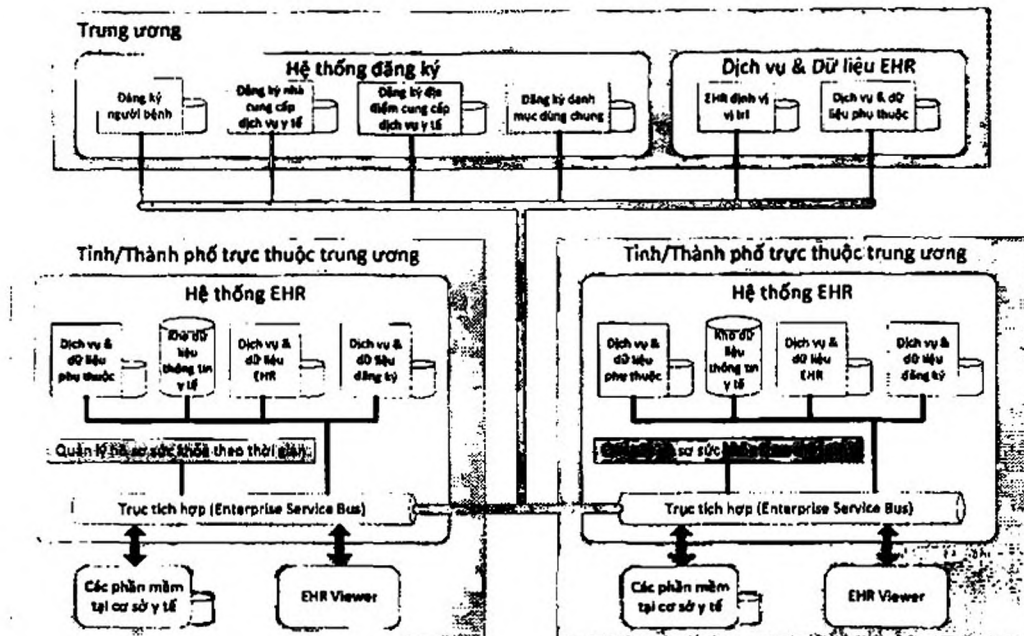 Trung ương
Hệ thống đăng ký
Đăng ký
người bệnh
Đăng ký nhà
cung cấp
dịch vụ y tế
Đăng ký địa
điểm cung cấp
dịch vụ y tế
Đăng ký danh
mục dùng chung
Dịch vụ & Dữ liệu EHR
EHR định vị
vị trí
Dịch vụ & dữ
liệu phụ thuộc
Tỉnh/Thành phố trực thuộc trung ương
Hệ thống EHR
Dịch vụ &
dữ liệu
phụ thuộc
Kho dữ
liệu
thông tin
y tế
Dịch vụ &
dữ liệu
EHR
Dịch vụ &
dữ liệu
đăng ký
Quản lý hồ sơ sức khỏe theo thời gian
Trục tích hợp (Enterprise Service Bus)
Các phần mềm
tại cơ sở y tế
EHR Viewer
Tỉnh/Thành phố trực thuộc trung ương
Hệ thống EHR
Dịch vụ &
dữ liệu
phụ thuộc
Kho dữ
liệu
thông tin
y tế
Dịch vụ &
dữ liệu
EHR
Dịch vụ &
dữ liệu
đăng ký
sơ sức
Trục tích hợp (Enterprise Service Bus)
Các phần mềm
tại cơ sở y tế
EHR Viewer